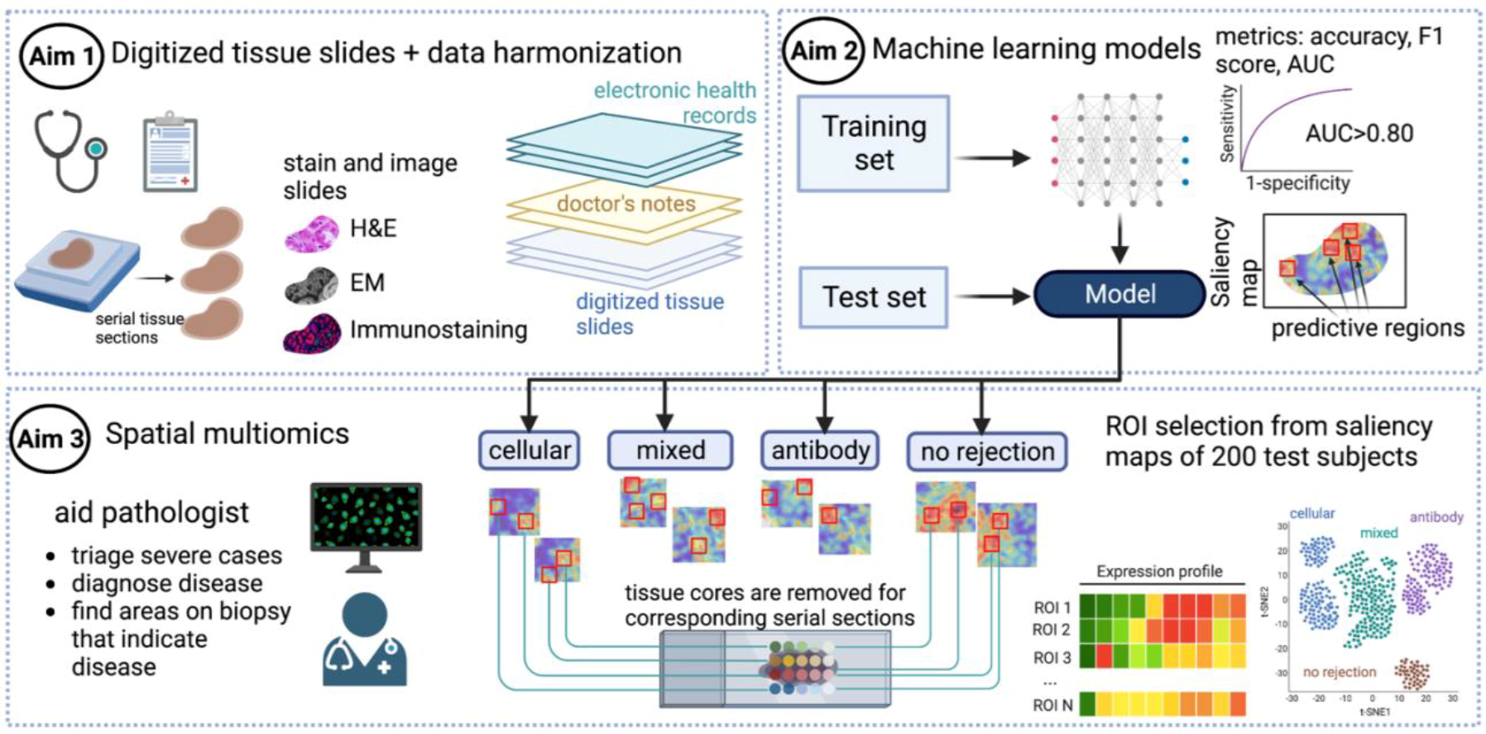 Aim 1
Digitized tissue slides + data harmonization
electronic health
records
stain and image
slides
H&E
EM
Immunostaining
serial tissue
sections
doctor's notes
digitized tissue
slides
Aim 2
Machine learning models
metrics: accuracy, F1
score, AUC
Training
set
Sensitivity
AUC>0.80
1-specificity
Test set
Model
Saliency
map
predictive regions
Aim 3
Spatial multiomics
aid pathologist
• triage severe cases
• diagnose disease
• find areas on biopsy
that indicate
disease
cellular
mixed
antibody
no rejection
tissue cores are removed for
corresponding serial sections
ROI selection from saliency
maps of 200 test subjects
Expression profile
ROI 1
ROI 2
ROI 3
...
ROI N
cellular
mixed
antibody
no rejection
t-SNE2
30
20
10
0
-10
-20
-30
-30
-20
-10
0
10
20
30
t-SNE1